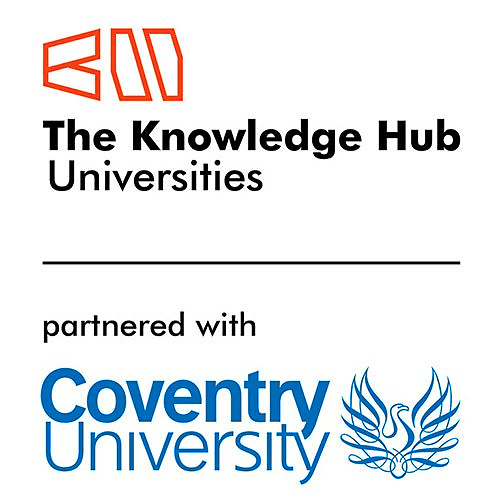 The Knowledge Hub
Universities
partnered with
Coventry
University